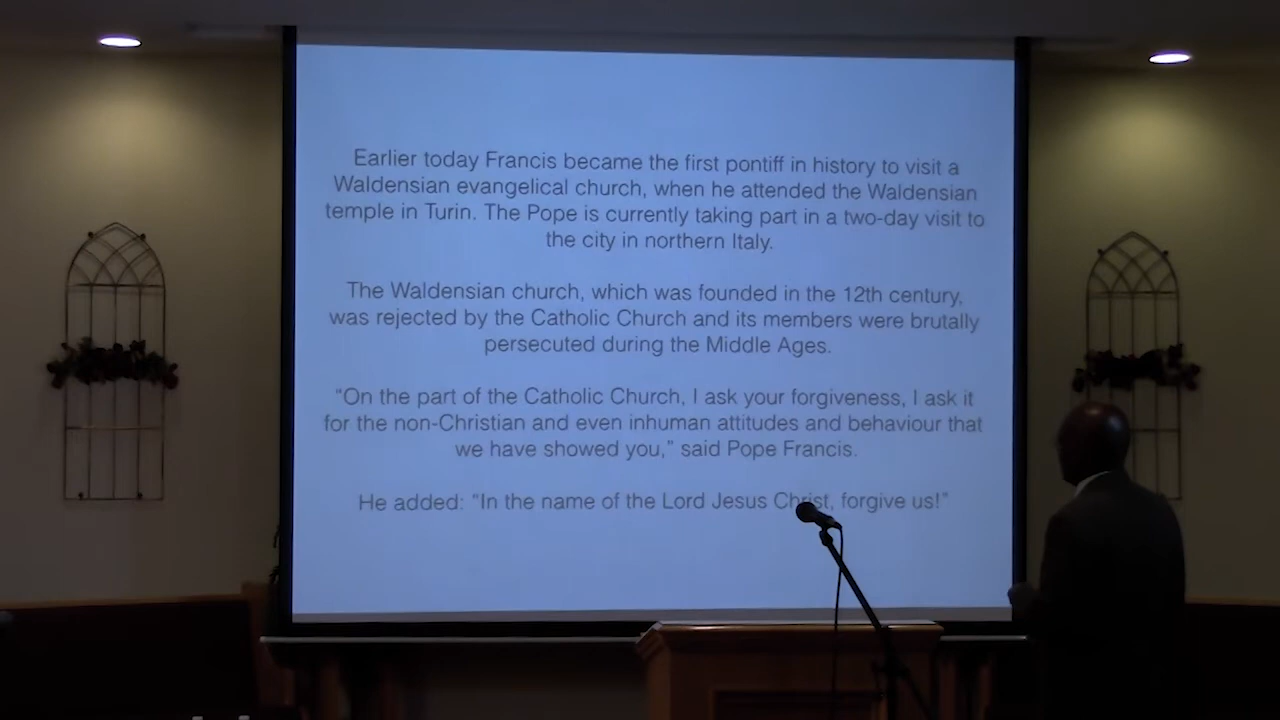 Earlier today Francis became the first pontiff in history to visit a
Waldensian evangelical church, when he attended the Waldensian
temple in Turin. The Pope is currently taking part in a two-day visit to
the city in northern Italy.
The Waldensian church, which was founded in the 12th century,
was rejected by the Catholic Church and its members were brutally
persecuted during the Middle Ages.
“On the part of the Catholic Church, I ask your forgiveness, I ask it
for the non-Christian and even inhuman attitudes and behaviour that
we have showed you,” said Pope Francis.
He added: “In the name of the Lord Jesus Christ, forgive us!”